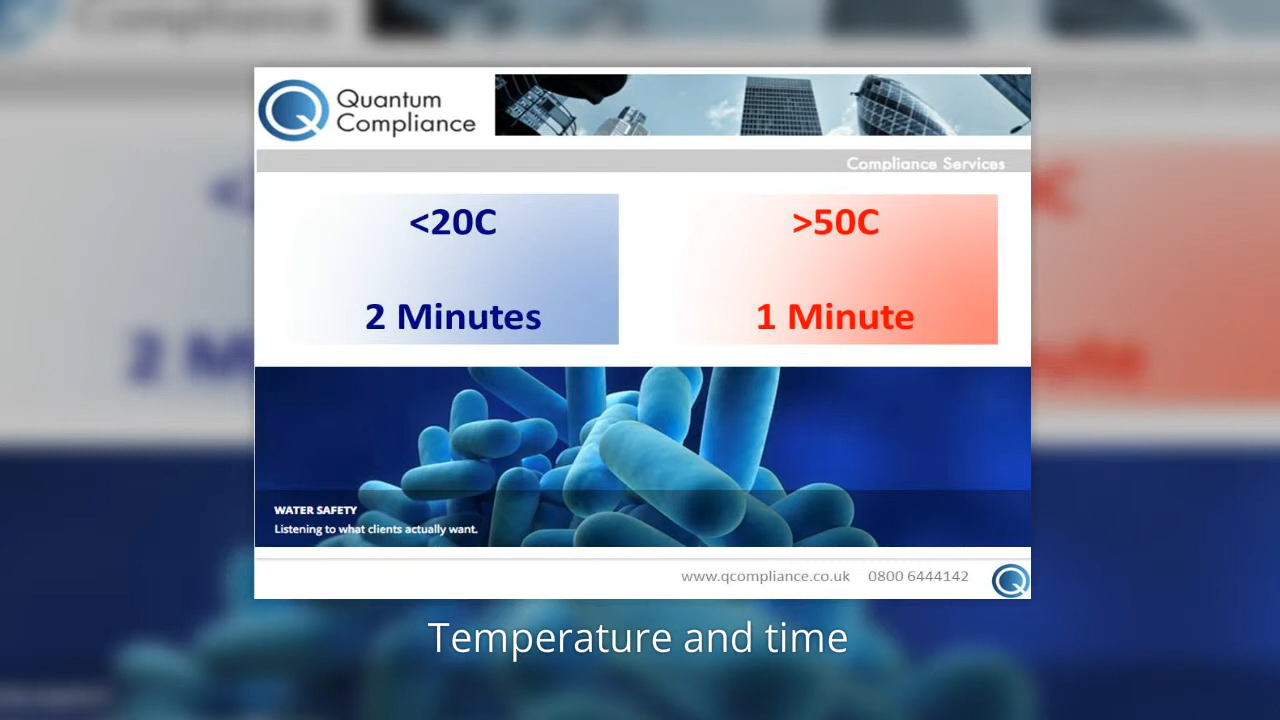 Quantum
Compliance
Compliance Services
<20C
2 Minutes
>50C
1 Minute
WATER SAFETY
Listening to what clients actually want.
www.qcompliance.co.uk 0800 6444142
Temperature and time